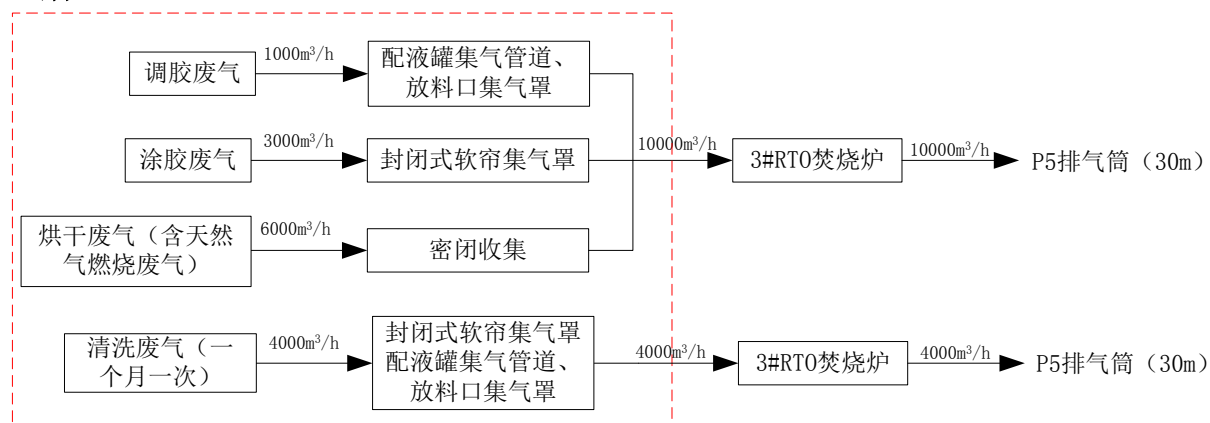 调胶废气
1000m³/h
配液罐集气管道、
放料口集气罩
涂胶废气
3000m³/h
封闭式软帘集气罩
10000m³/h
3#RTO焚烧炉
10000m³/h
P5排气筒（30m）
烘干废气（含天然
气燃烧废气）
6000m³/h
密闭收集
清洗废气（一
个月一次）
4000m³/h
封闭式软帘集气罩
配液罐集气管道、
放料口集气罩
4000m³/h
3#RTO焚烧炉
4000m³/h
P5排气筒（30m）